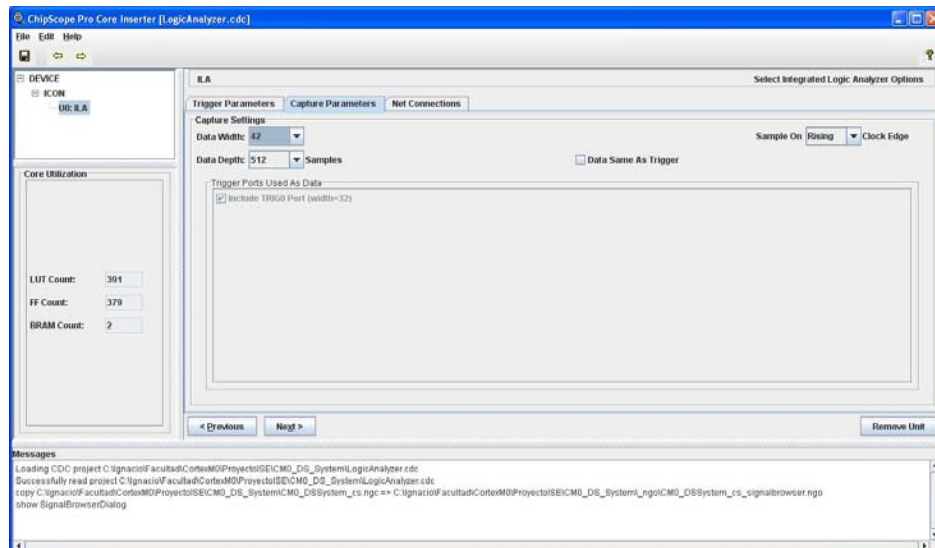 ChipScope Pro Core Inserter [LogicAnalyzer.cdc]
File Edit Help
DEVICE
ICON
U0: ILA
Core Utilization
LUT Count: 391
FF Count: 379
BRAM Count: 2
ILA Select Integrated Logic Analyzer Options
Trigger Parameters Capture Parameters Net Connections
Capture Settings
Data Width: 42 Sample On Rising Clock Edge
Data Depth: 512 Samples Data Same As Trigger
Trigger Ports Used As Data
Include TRIG0 Port (width=32)
< Previous Next > Remove Unit
Messages
Loading CDC project C:\Ignacio\Facultad\CortexM0\ProyectoISE\CM0_DS_System\LogicAnalyzer.cdc
Successfully read project C:\Ignacio\Facultad\CortexM0\ProyectoISE\CM0_DS_System\LogicAnalyzer.cdc
copy C:\Ignacio\Facultad\CortexM0\ProyectoISE\CM0_DS_System\CM0_DSSystem_cs.ngc => C:\Ignacio\Facultad\CortexM0\ProyectoISE\CM0_DS_System\_ngo\CM0_DSSystem_cs_signalbrowser.ngo
show SignalBrowserDialog